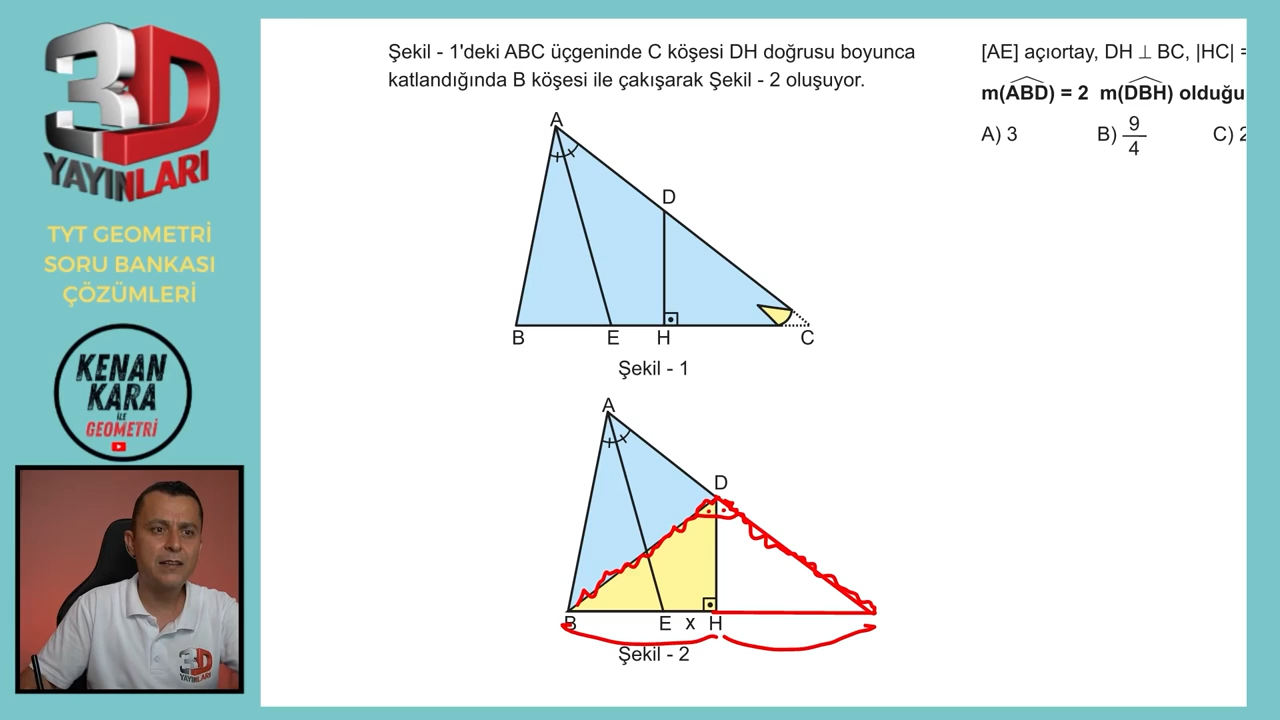 3D
YAYINLARI
TYT GEOMETRİ
SORU BANKASI
ÇÖZÜMLERİ
KENAN
KARA
İLE
GEOMETRİ
3D
YAYINLARI
Şekil - 1'deki ABC üçgeninde C köşesi DH doğrusu boyunca
katlandığında B köşesi ile çakışarak Şekil - 2 oluşuyor.
A
D
B E H C
Şekil - 1
A
D
B E x H
Şekil - 2
[AE] açıortay, DH ⊥ BC, |HC| =
m(ABD) = 2 m(DBH) olduğu
A) 3 B) 9/4 C) 2